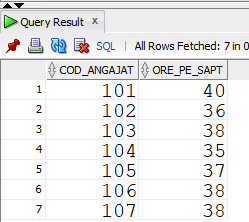 Query Result x
SQL | All Rows Fetched: 7 in 0
COD_ANGAJAT ORE_PE_SAPT
1 101 40
2 102 36
3 103 38
4 104 35
5 105 37
6 106 38
7 107 38